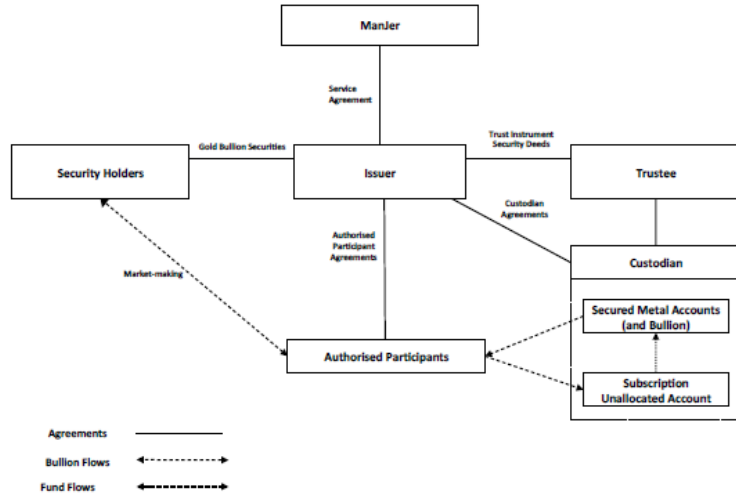 ManJer
Service
Agreement
Gold Bullion Securities
Trust Instrument
Security Deeds
Security Holders
Issuer
Trustee
Custodian
Agreements
Authorised
Participant
Agreements
Market-making
Custodian
Secured Metal Accounts
(and Bullion)
Authorised Participants
Subscription
Unallocated Account
Agreements
Bullion Flows
Fund Flows